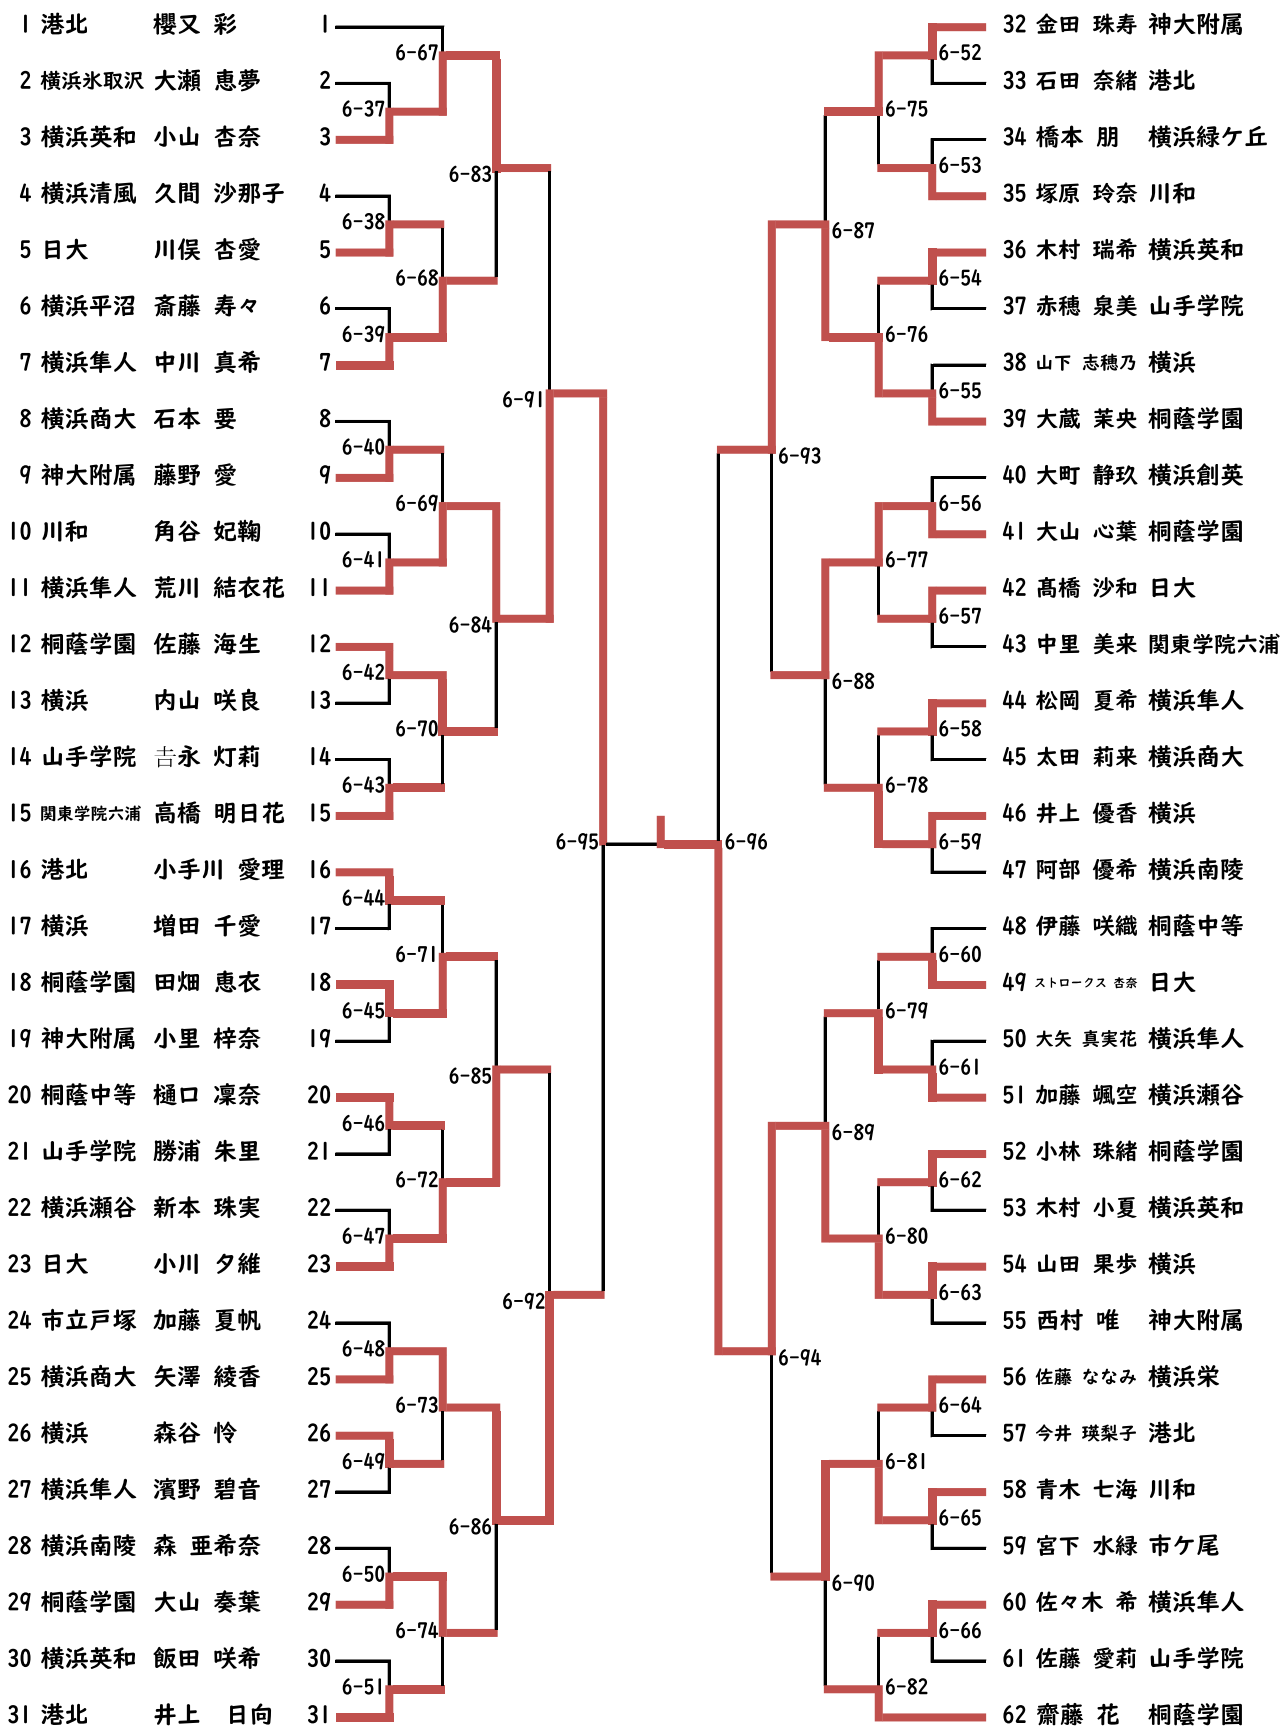 1 港北 櫻又 彩 1
2 横浜氷取沢 大瀬 恵夢 2
3 横浜英和 小山 杏奈 3
4 横浜清風 久間 沙那子 4
5 日大 川俣 杏愛 5
6 横浜平沼 斎藤 寿々 6
7 横浜隼人 中川 真希 7
8 横浜商大 石本 要 8
9 神大附属 藤野 愛 9
10 川和 角谷 妃鞠 10
11 横浜隼人 荒川 結衣花 11
12 桐蔭学園 佐藤 海生 12
13 横浜 内山 咲良 13
14 山手学院 𠮷永 灯莉 14
15 関東学院六浦 高橋 明日花 15
16 港北 小手川 愛理 16
17 横浜 増田 千愛 17
18 桐蔭学園 田畑 恵衣 18
19 神大附属 小里 梓奈 19
20 桐蔭中等 樋口 凜奈 20
21 山手学院 勝浦 朱里 21
22 横浜瀬谷 新本 珠実 22
23 日大 小川 夕維 23
24 市立戸塚 加藤 夏帆 24
25 横浜商大 矢澤 綾香 25
26 横浜 森谷 怜 26
27 横浜隼人 濱野 碧音 27
28 横浜南陵 森 亜希奈 28
29 桐蔭学園 大山 奏葉 29
30 横浜英和 飯田 咲希 30
31 港北 井上 日向 31
6-37
6-38
6-39
6-40
6-41
6-42
6-43
6-44
6-45
6-46
6-47
6-48
6-49
6-50
6-51
6-67
6-68
6-69
6-70
6-71
6-72
6-73
6-74
6-83
6-84
6-85
6-86
6-91
6-92
6-95
6-96
6-93
6-94
6-87
6-88
6-89
6-90
6-75
6-76
6-77
6-78
6-79
6-80
6-81
6-82
6-52
6-53
6-54
6-55
6-56
6-57
6-58
6-59
6-60
6-61
6-62
6-63
6-64
6-65
6-66
32 金田 珠寿 神大附属
33 石田 奈緒 港北
34 橋本 朋 横浜緑ケ丘
35 塚原 玲奈 川和
36 木村 瑞希 横浜英和
37 赤穂 泉美 山手学院
38 山下 志穂乃 横浜
39 大蔵 茉央 桐蔭学園
40 大町 静玖 横浜創英
41 大山 心葉 桐蔭学園
42 髙橋 沙和 日大
43 中里 美来 関東学院六浦
44 松岡 夏希 横浜隼人
45 太田 莉来 横浜商大
46 井上 優香 横浜
47 阿部 優希 横浜南陵
48 伊藤 咲織 桐蔭中等
49 ストロークス 杏奈 日大
50 大矢 真実花 横浜隼人
51 加藤 颯空 横浜瀬谷
52 小林 珠緒 桐蔭学園
53 木村 小夏 横浜英和
54 山田 果歩 横浜
55 西村 唯 神大附属
56 佐藤 ななみ 横浜栄
57 今井 瑛梨子 港北
58 青木 七海 川和
59 宮下 水緑 市ケ尾
60 佐々木 希 横浜隼人
61 佐藤 愛莉 山手学院
62 齋藤 花 桐蔭学園